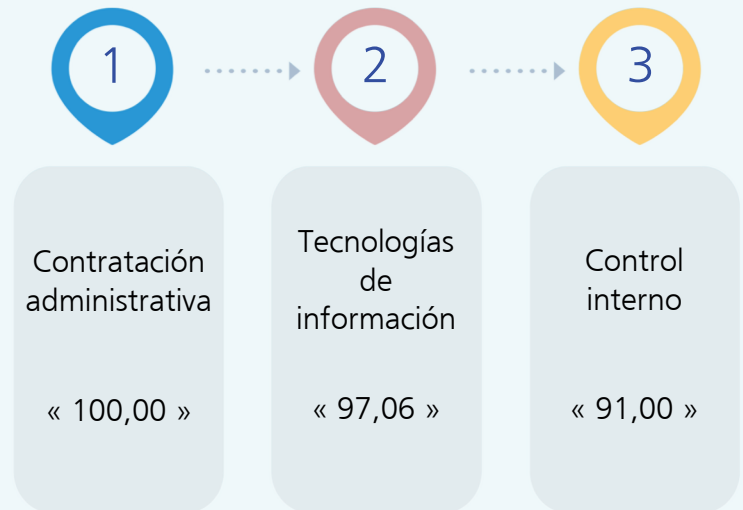 1
2
3
Contratación
administrativa
« 100,00 »
Tecnologías
de
información
« 97,06 »
Control
interno
« 91,00 »